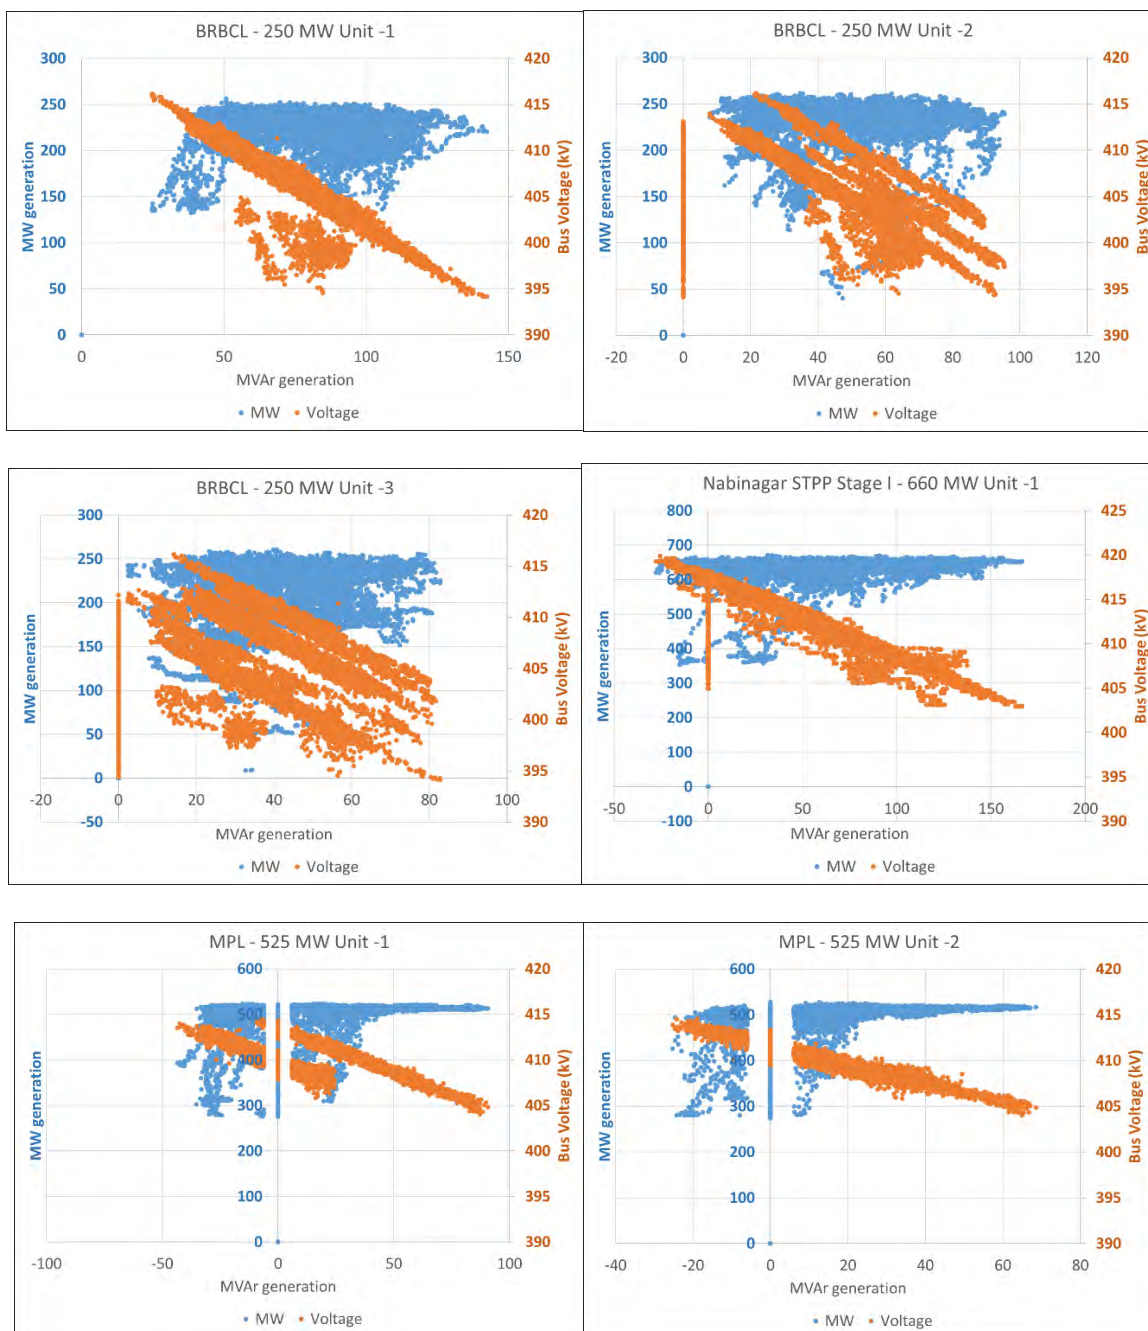 BRBCL - 250 MW Unit -1
300
250
200
150
100
50
0
MW generation
420
415
410
405
400
395
390
Bus Voltage (kV)
0 50 100 150
MVAr generation
MW Voltage
BRBCL - 250 MW Unit -2
300
250
200
150
100
50
0
MW generation
420
415
410
405
400
395
390
Bus Voltage (kV)
-20 0 20 40 60 80 100 120
MVAr generation
MW Voltage
BRBCL - 250 MW Unit -3
300
250
200
150
100
50
0
-50
MW generation
420
415
410
405
400
395
390
Bus Voltage (kV)
-20 0 20 40 60 80 100
MVAr generation
MW Voltage
Nabinagar STPP Stage I - 660 MW Unit -1
800
700
600
500
400
300
200
100
0
-100
MW generation
425
420
415
410
405
400
395
390
Bus Voltage (kV)
-50 0 50 100 150 200
MVAr generation
MW Voltage
MPL - 525 MW Unit -1
600
500
400
300
200
100
0
MW generation
420
415
410
405
400
395
390
Bus Voltage (kV)
-100 -50 0 50 100
MVAr generation
MW Voltage
MPL - 525 MW Unit -2
600
500
400
300
200
100
0
MW generation
420
415
410
405
400
395
390
Bus Voltage (kV)
-40 -20 0 20 40 60 80
MVAr generation
MW Voltage